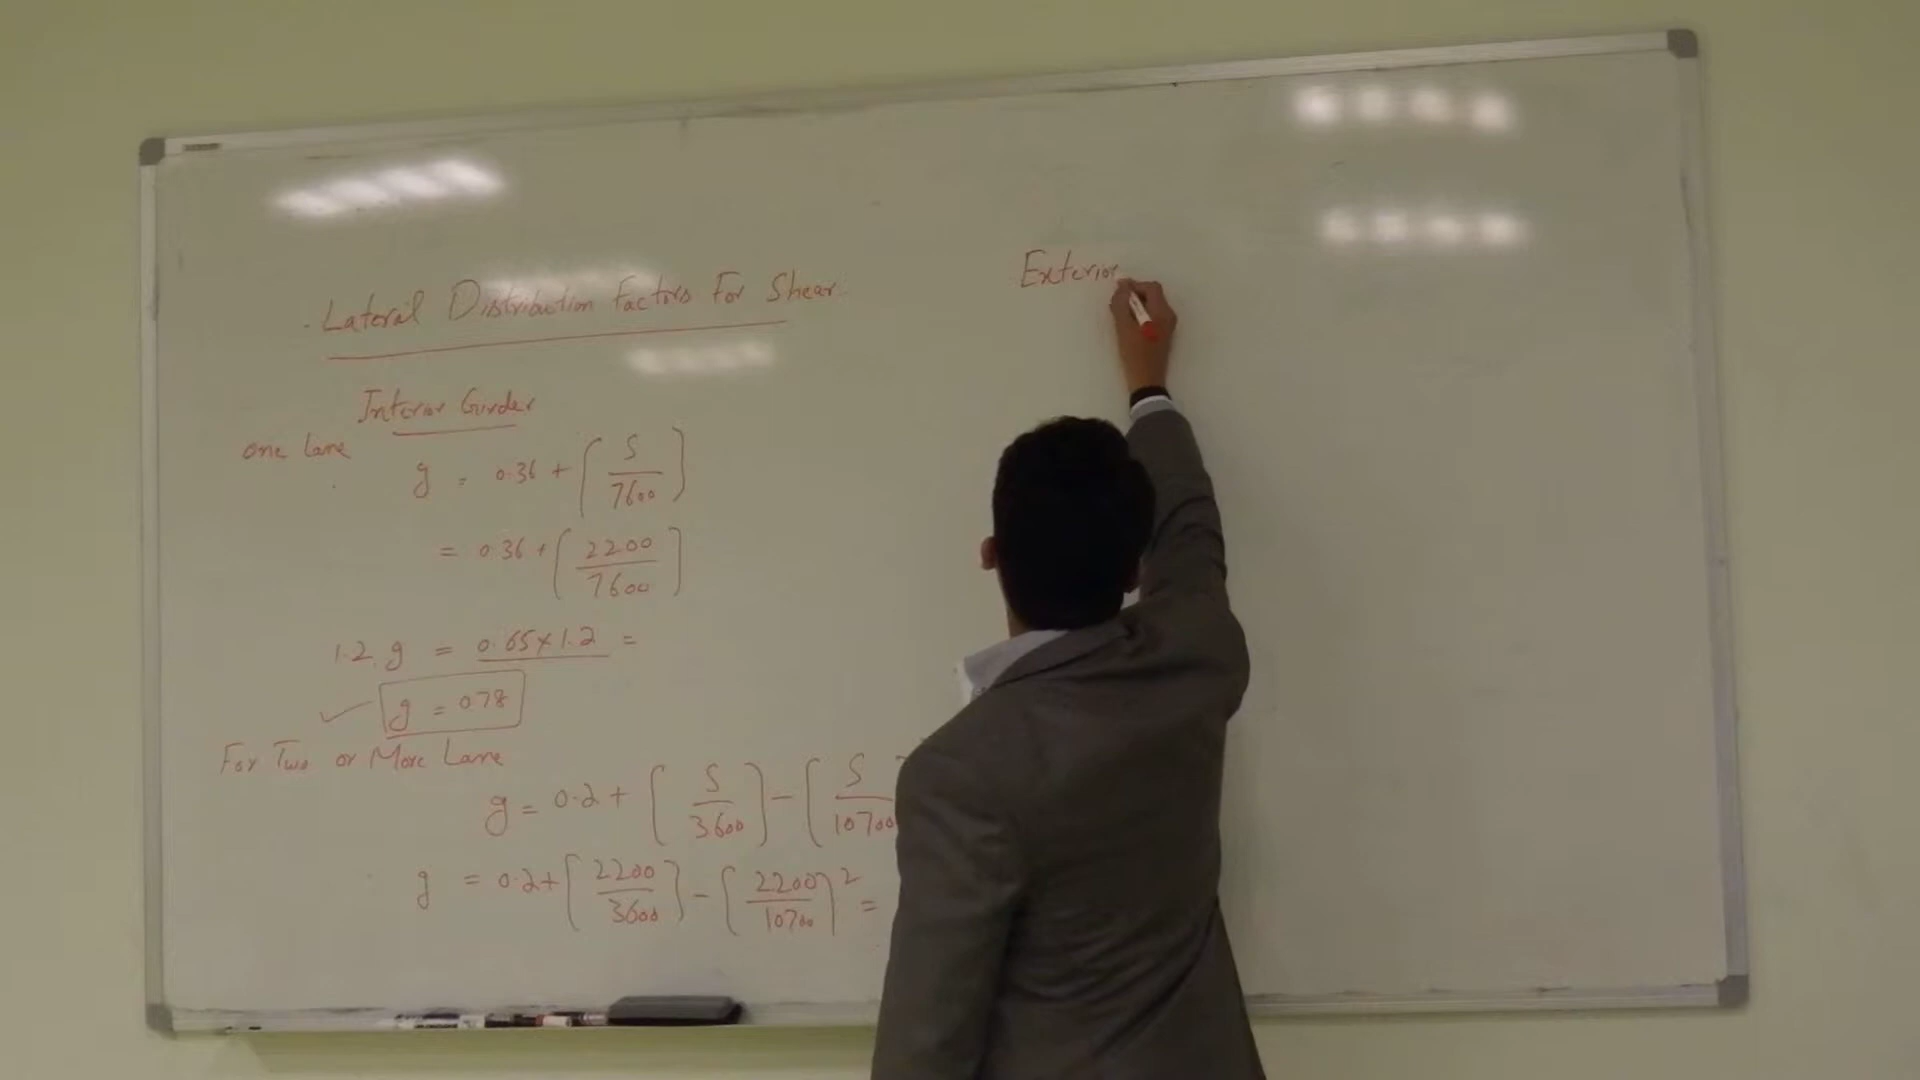 Lateral Distribution Factors For Shear.
Interior Girder
One Lane
g = 0.36 + (S/7600)
= 0.36 + (2200/7600)
1.2 g = 0.65 x 1.2 =
✓ g = 0.78
For Two or More Lane
g = 0.2 + (S/3600) - (S/10700
g = 0.2 + (2200/3600) - (2200/10700)² =
Exterior